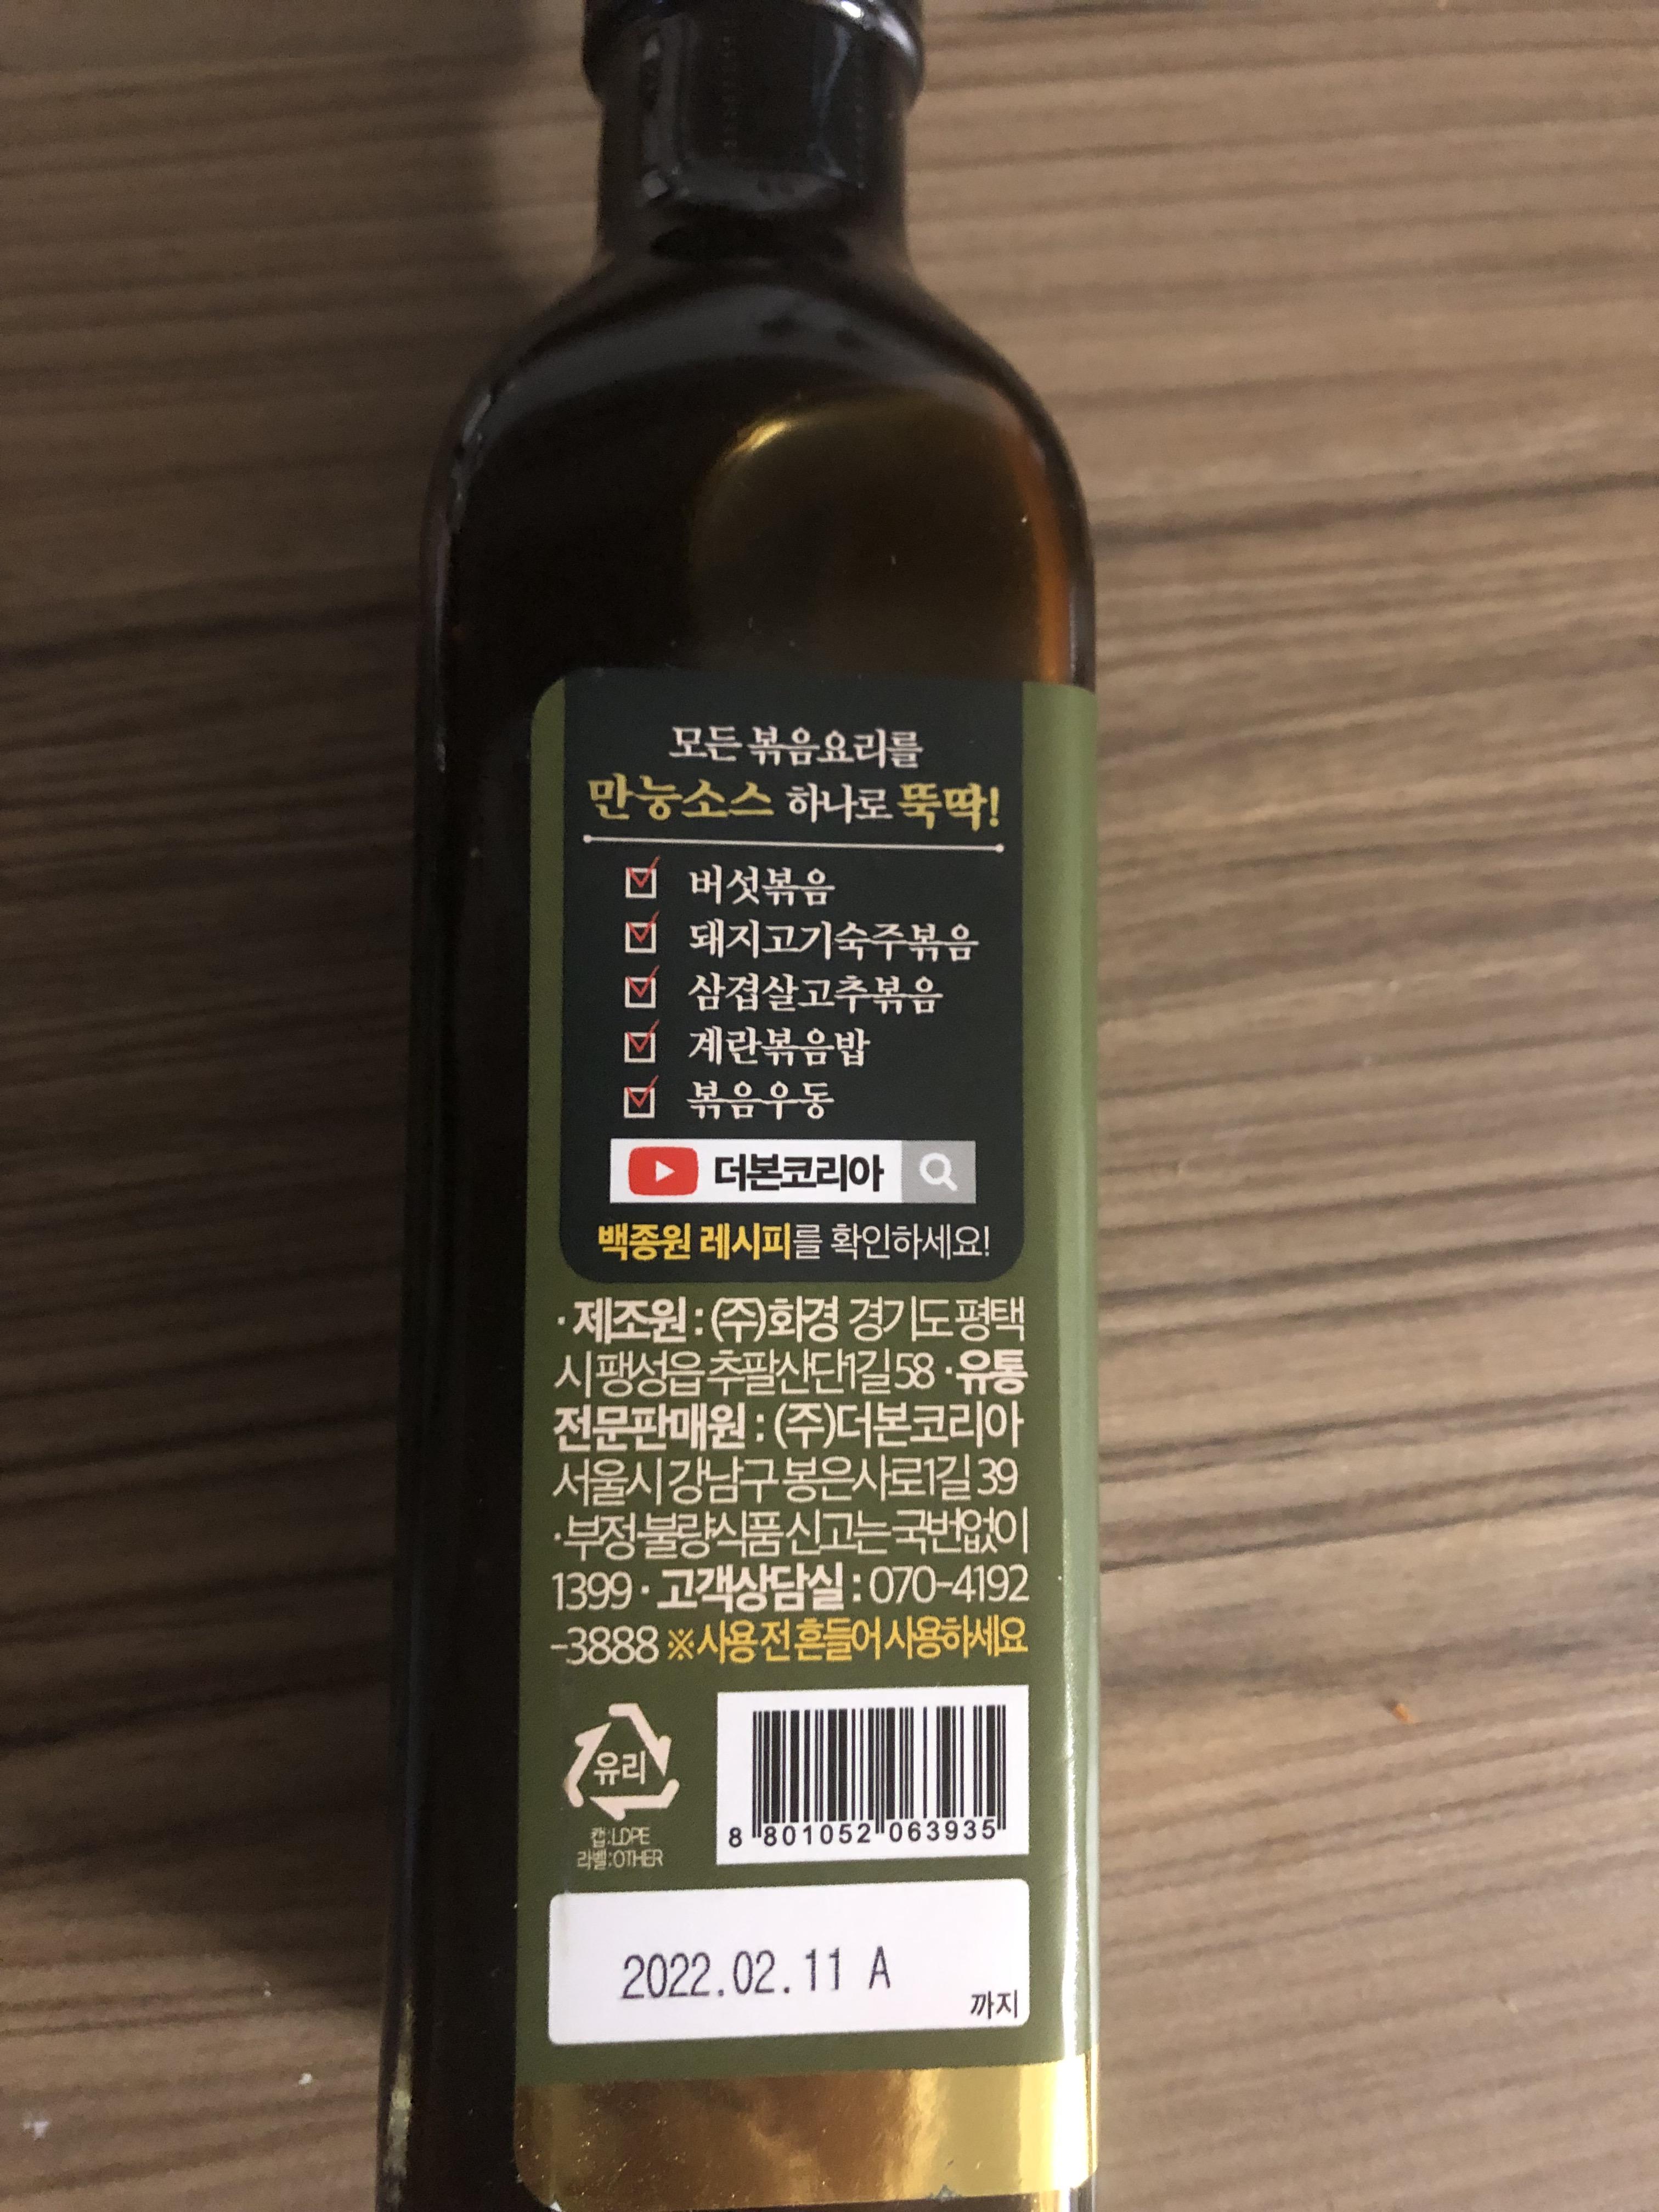 모든 볶음요리를
만능소스 하나로 뚝딱!
버섯볶음
돼지고기숙주볶음
삼겹살고추볶음
계란볶음밥
볶음우동
더본코리아
백종원 레시피를 확인하세요!
· 제조원 : (주)화경 경기도 평택
시 팽성읍 추팔산단1길 58 · 유통
전문판매원 : (주)더본코리아
서울시 강남구 봉은사로1길 39
·부정·불량식품 신고는 국번없이
1399 · 고객상담실 : 070-4192
-3888 ※사용 전 흔들어 사용하세요
유리
캡:LDPE
라벨:OTHER
8 801052 063935
2022.02.11 A
까지